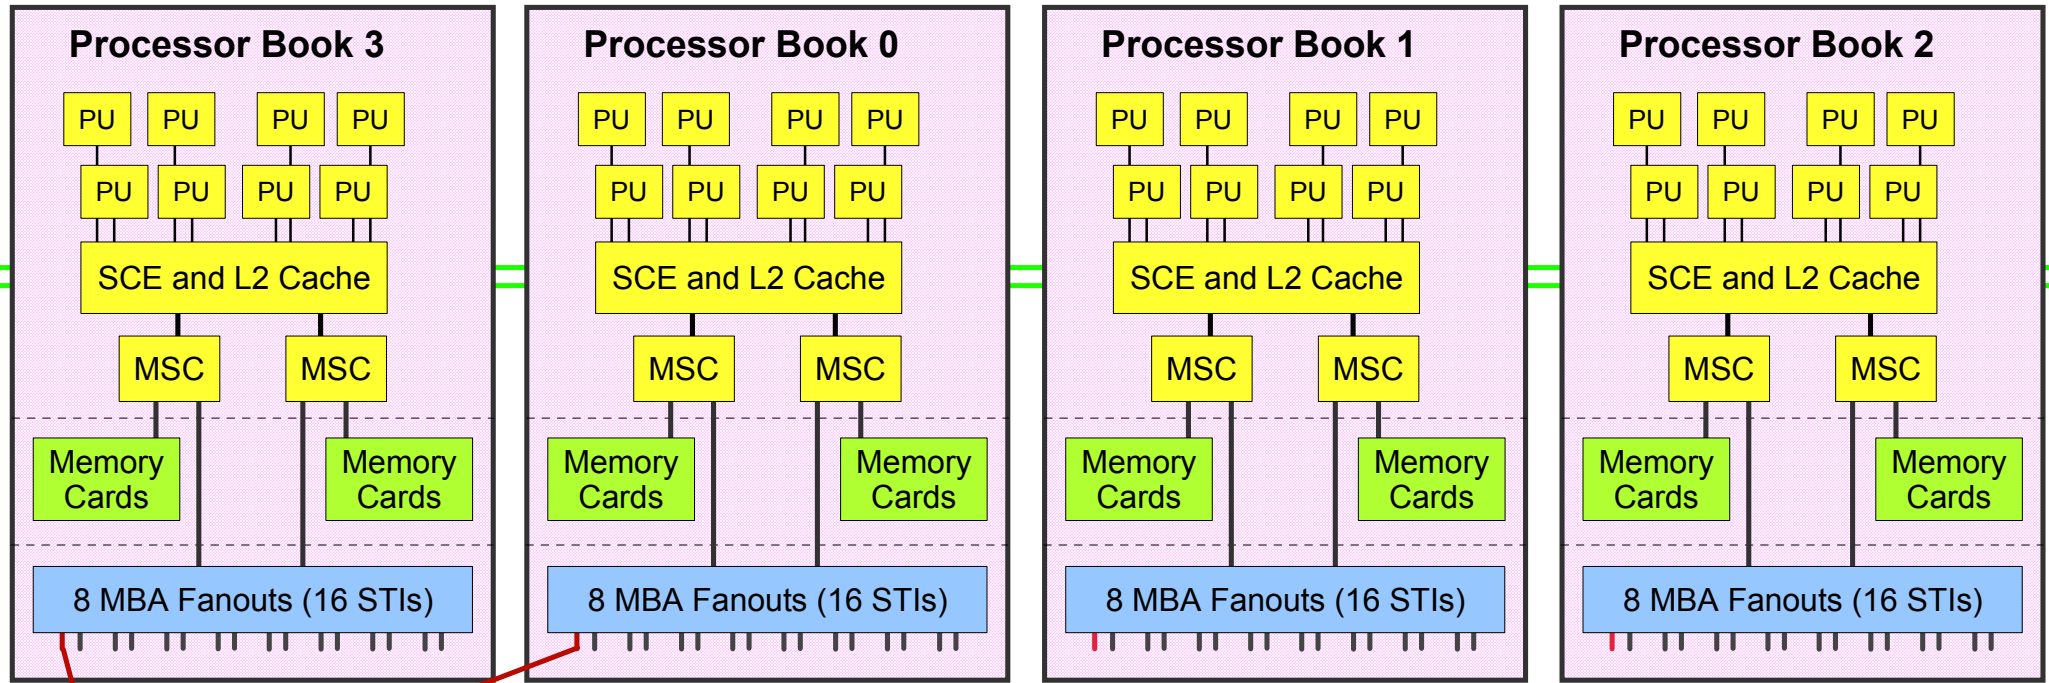 Processor Book 3
PU PU PU PU
PU PU PU PU
SCE and L2 Cache
MSC MSC
Memory
Cards
Memory
Cards
8 MBA Fanouts (16 STIs)
Processor Book 0
PU PU PU PU
PU PU PU PU
SCE and L2 Cache
MSC MSC
Memory
Cards
Memory
Cards
8 MBA Fanouts (16 STIs)
Processor Book 1
PU PU PU PU
PU PU PU PU
SCE and L2 Cache
MSC MSC
Memory
Cards
Memory
Cards
8 MBA Fanouts (16 STIs)
Processor Book 2
PU PU PU PU
PU PU PU PU
SCE and L2 Cache
MSC MSC
Memory
Cards
Memory
Cards
8 MBA Fanouts (16 STIs)